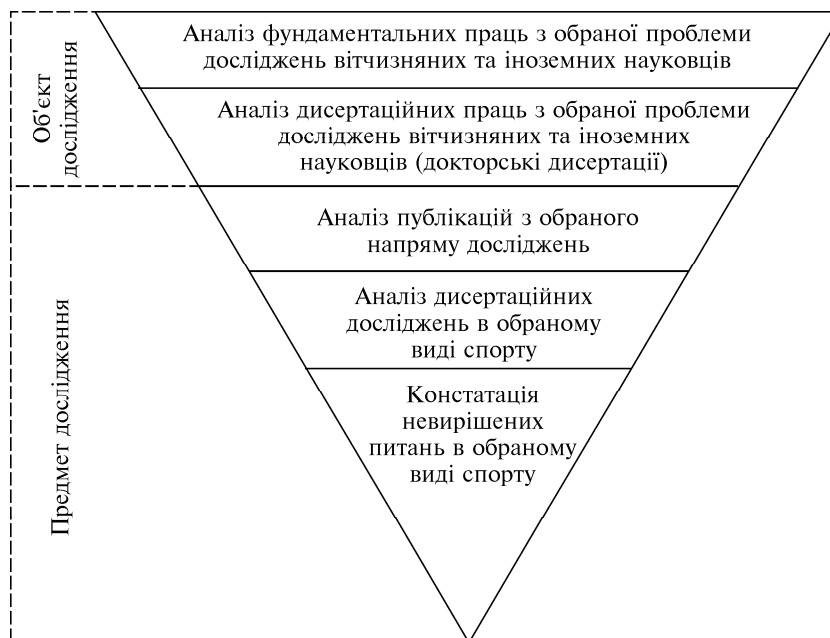 Об'єкт
дослідження
Аналіз фундаментальних праць з обраної проблеми
досліджень вітчизняних та іноземних науковців
Аналіз дисертаційних праць з обраної проблеми
досліджень вітчизняних та іноземних
науковців (докторські дисертації)
Предмет дослідження
Аналіз публікацій з обраного
напряму досліджень
Аналіз дисертаційних
досліджень в обраному
виді спорту
Констатація
невирішених
питань в обраному
виді спорту